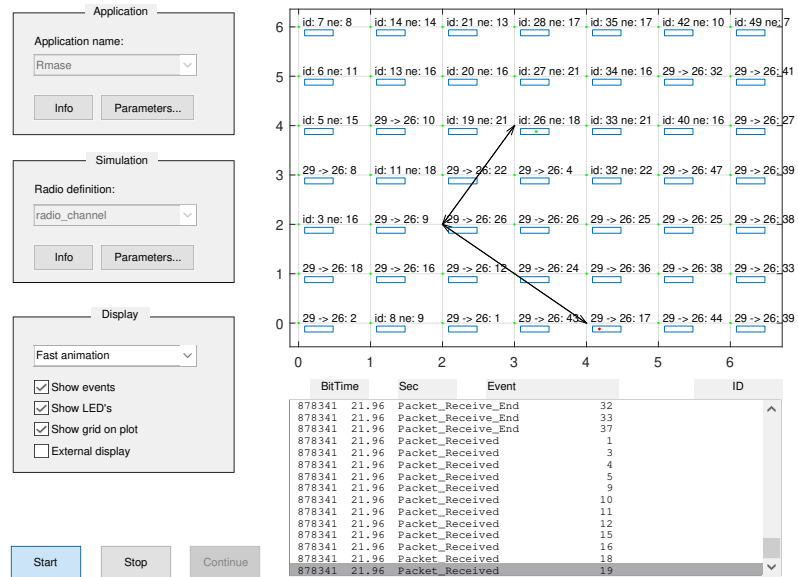 Application
Application name:
Rmase
Info
Parameters...
Simulation
Radio definition:
radio_channel
Info
Parameters...
Display
Fast animation
Show events
Show LED's
Show grid on plot
External display
Start
Stop
Continue
6 id: 7 ne: 8 id: 14 ne: 14 id: 21 ne: 13 id: 28 ne: 17 id: 35 ne: 17 id: 42 ne: 10 id: 49 ne: 7
5 id: 6 ne: 11 id: 13 ne: 16 id: 20 ne: 16 id: 27 ne: 21 id: 34 ne: 16 29 -> 26: 32 29 -> 26: 41
4 id: 5 ne: 15 29 -> 26: 10 id: 19 ne: 21 id: 26 ne: 18 id: 33 ne: 21 id: 40 ne: 16 29 -> 26: 27
3 29 -> 26: 8 id: 11 ne: 18 29 -> 26: 22 29 -> 26: 4 id: 32 ne: 22 29 -> 26: 47 29 -> 26: 39
2 id: 3 ne: 16 29 -> 26: 9 29 -> 26: 26 29 -> 26: 26 29 -> 26: 25 29 -> 26: 25 29 -> 26: 38
1 29 -> 26: 18 29 -> 26: 16 29 -> 26: 12 29 -> 26: 24 29 -> 26: 36 29 -> 26: 38 29 -> 26: 33
0 29 -> 26: 2 id: 8 ne: 9 29 -> 26: 1 29 -> 26: 43 29 -> 26: 17 29 -> 26: 44 29 -> 26: 39
0 1 2 3 4 5 6
BitTime Sec Event ID
878341 21.96 Packet_Receive_End 32
878341 21.96 Packet_Receive_End 33
878341 21.96 Packet_Receive_End 37
878341 21.96 Packet_Received 1
878341 21.96 Packet_Received 3
878341 21.96 Packet_Received 4
878341 21.96 Packet_Received 5
878341 21.96 Packet_Received 9
878341 21.96 Packet_Received 10
878341 21.96 Packet_Received 11
878341 21.96 Packet_Received 12
878341 21.96 Packet_Received 15
878341 21.96 Packet_Received 16
878341 21.96 Packet_Received 18
878341 21.96 Packet_Received 19